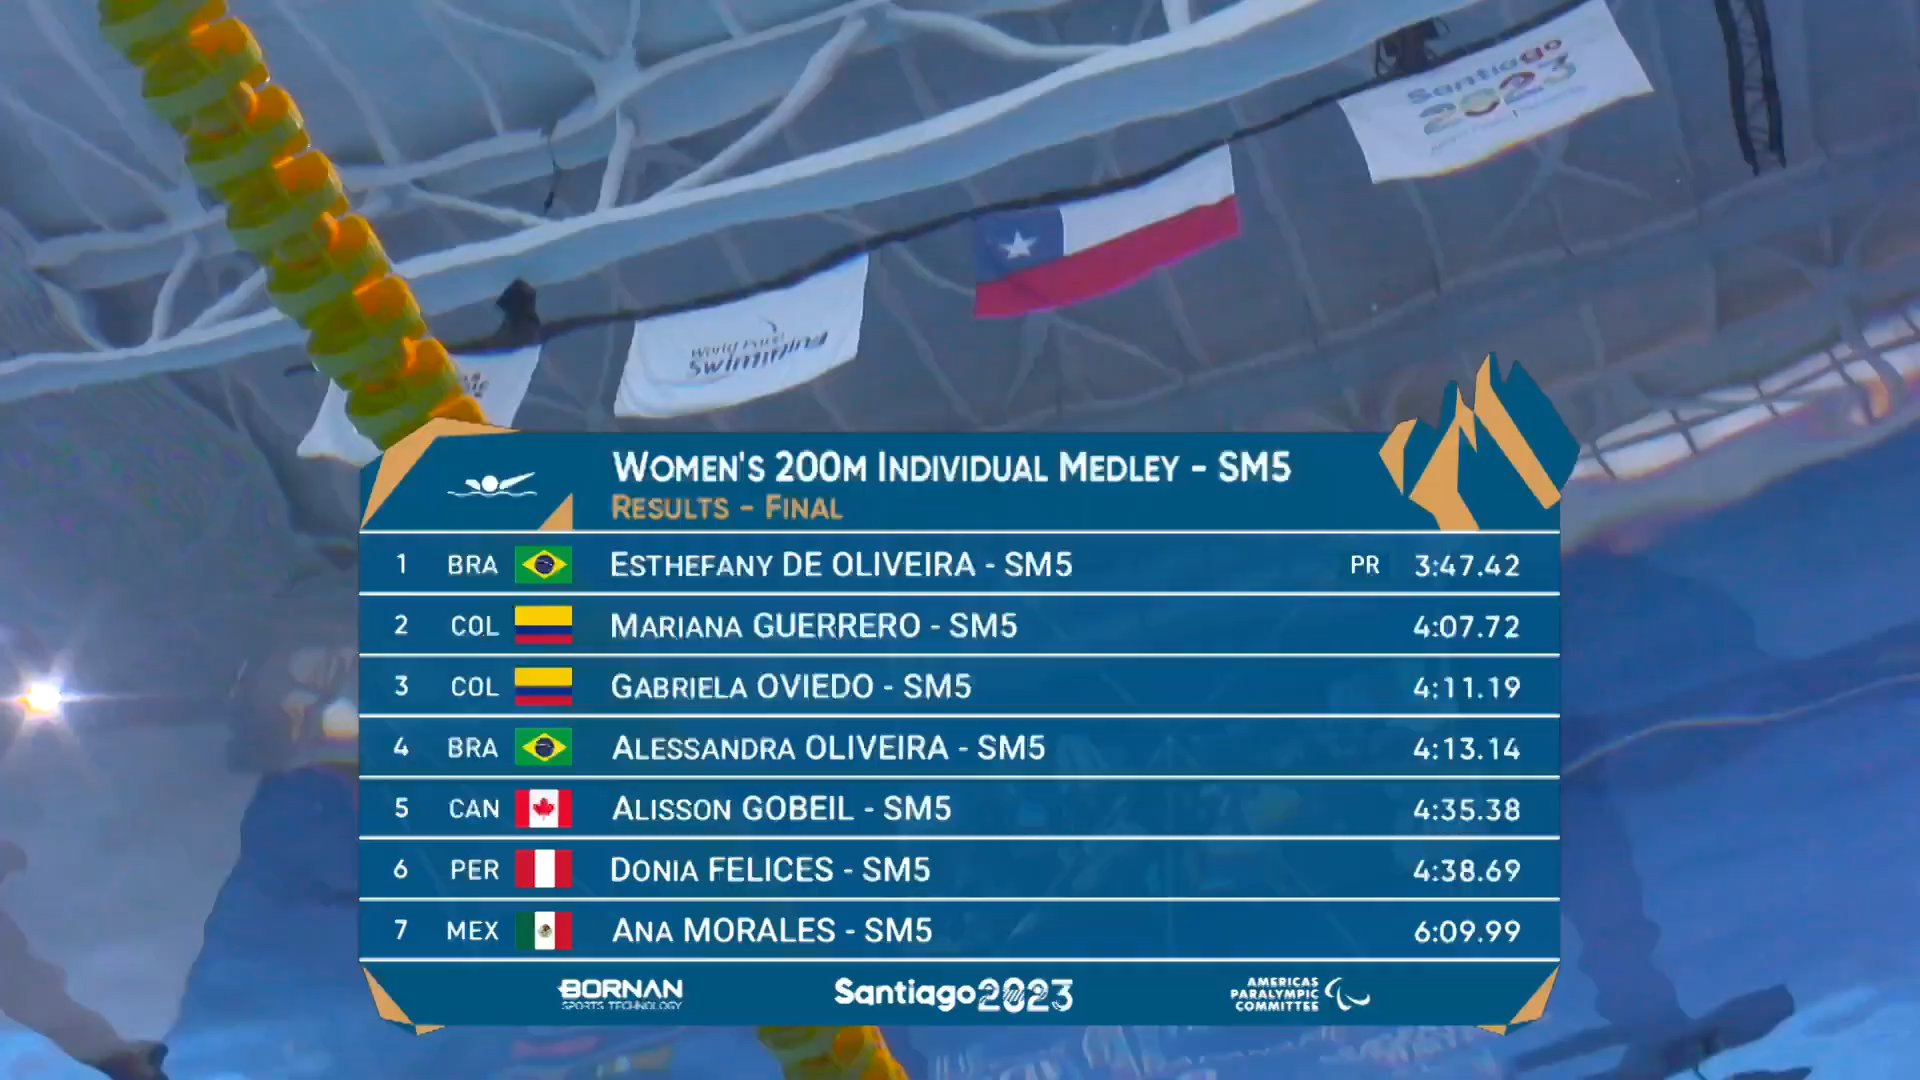 Santiago
2023
World Para
Swimming
WOMEN'S 200M INDIVIDUAL MEDLEY - SM5
RESULTS - FINAL
1 BRA ESTHEFANY DE OLIVEIRA - SM5 PR 3:47.42
2 COL MARIANA GUERRERO - SM5 4:07.72
3 COL GABRIELA OVIEDO - SM5 4:11.19
4 BRA ALESSANDRA OLIVEIRA - SM5 4:13.14
5 CAN ALISSON GOBEIL - SM5 4:35.38
6 PER DONIA FELICES - SM5 4:38.69
7 MEX ANA MORALES - SM5 6:09.99
BORNAN
SPORTS TECHNOLOGY
Santiago2023
AMERICAS
PARALYMPIC
COMMITTEE